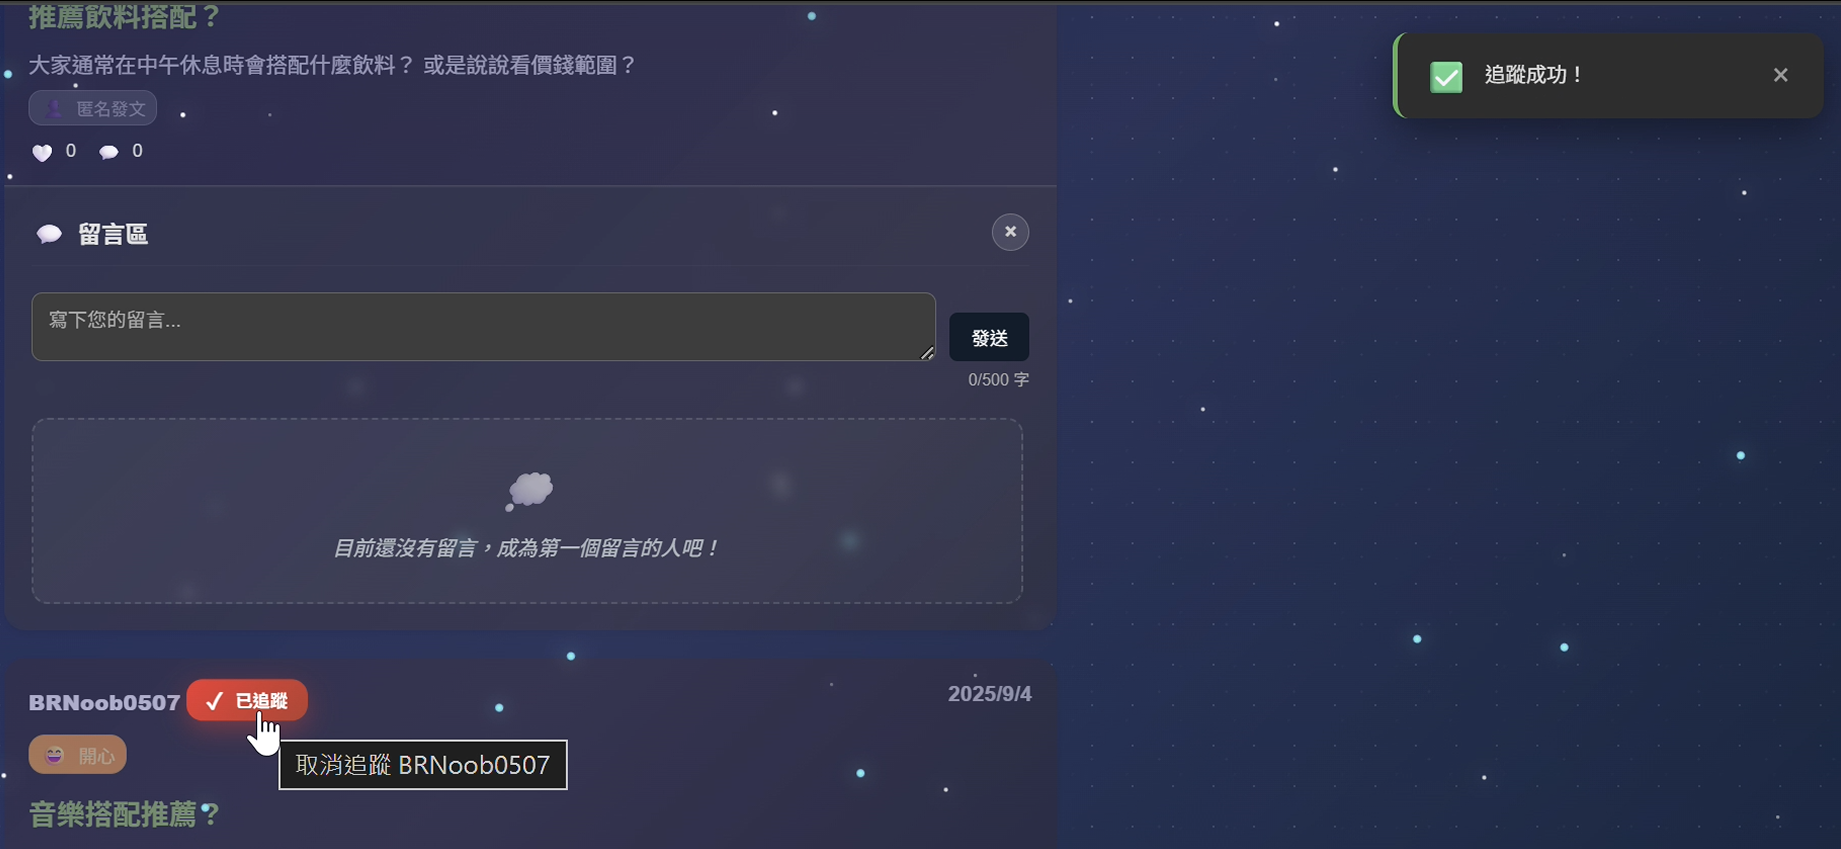 推薦飲料搭配？
大家通常在中午休息時會搭配什麼飲料？ 或是說說看價錢範圍？
匿名發文
0 0
追蹤成功！
留言區
寫下您的留言...
發送
0/500 字
目前還沒有留言，成為第一個留言的人吧！
BRNoob0507 已追蹤 2025/9/4
開心
取消追蹤 BRNoob0507
音樂搭配推薦？